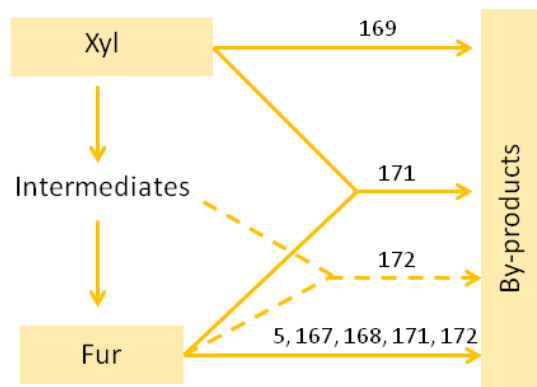 Xyl
169
Intermediates
171
172
5, 167, 168, 171, 172
Fur
By-products